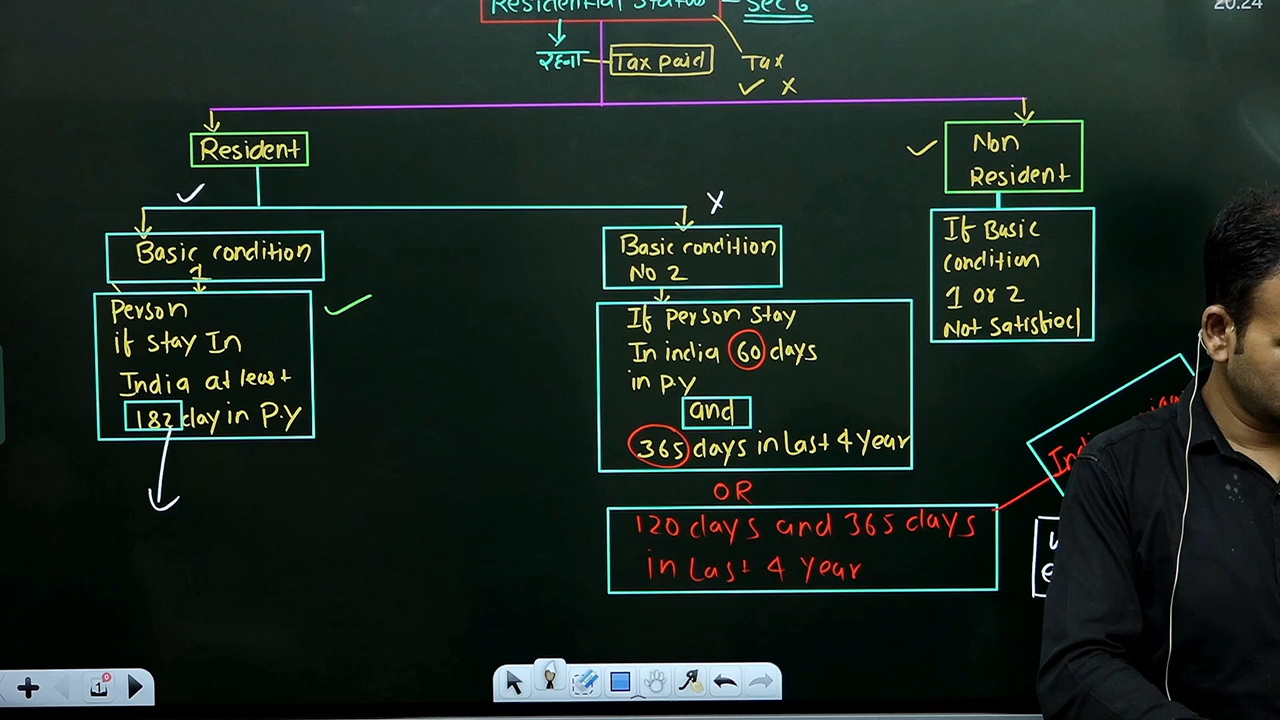 Residential Status - Sec 6
20:24
रहना
Tax paid
Tax
✓ X
Resident
Non
Resident
X
Basic condition
1
Person
if stay In
India at least
182 day in P.Y
Basic condition
No 2
If person stay
In india 60 days
in p.y
and
365 days in last 4 year
OR
120 days and 365 days
in Last 4 year
If Basic
Condition
1 or 2
Not Satisfied
1